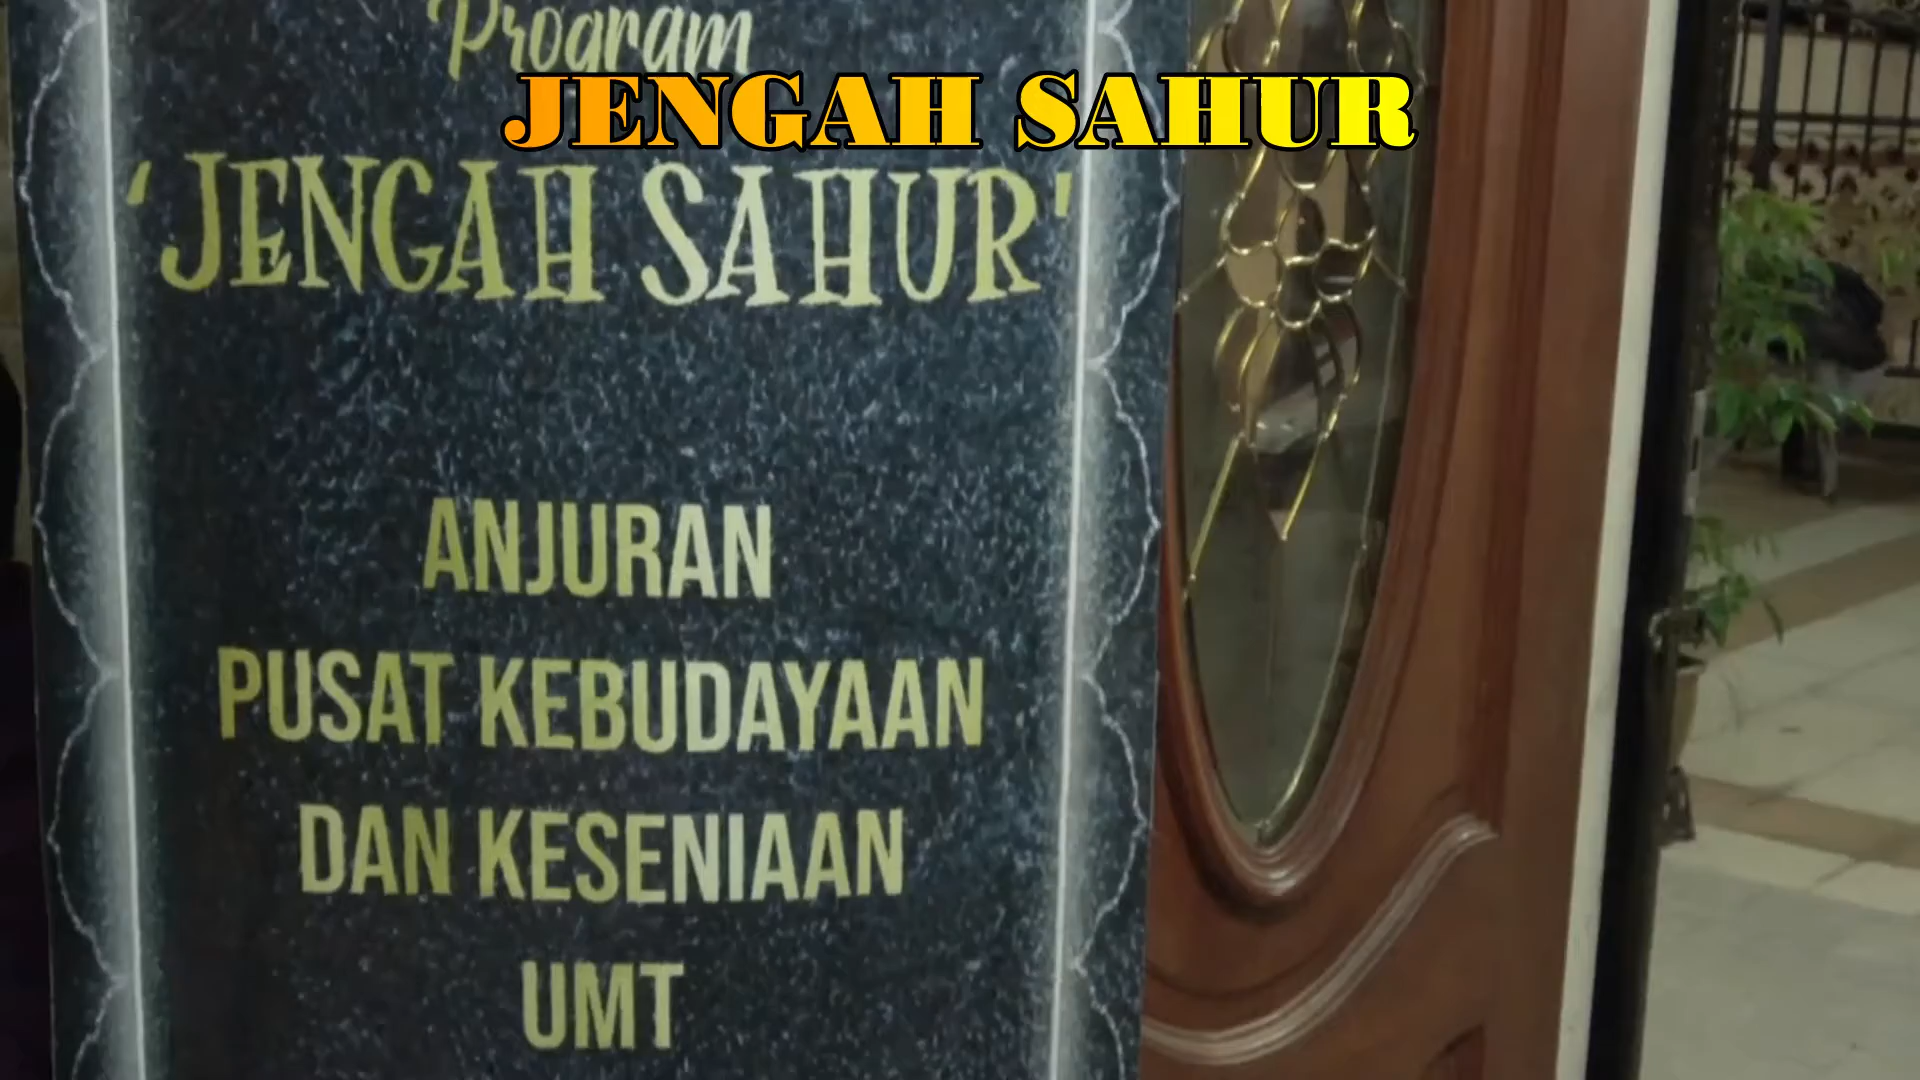 Program
JENGAH SAHUR
'JENGAH SAHUR'
ANJURAN
PUSAT KEBUDAYAAN
DAN KESENIAAN
UMT